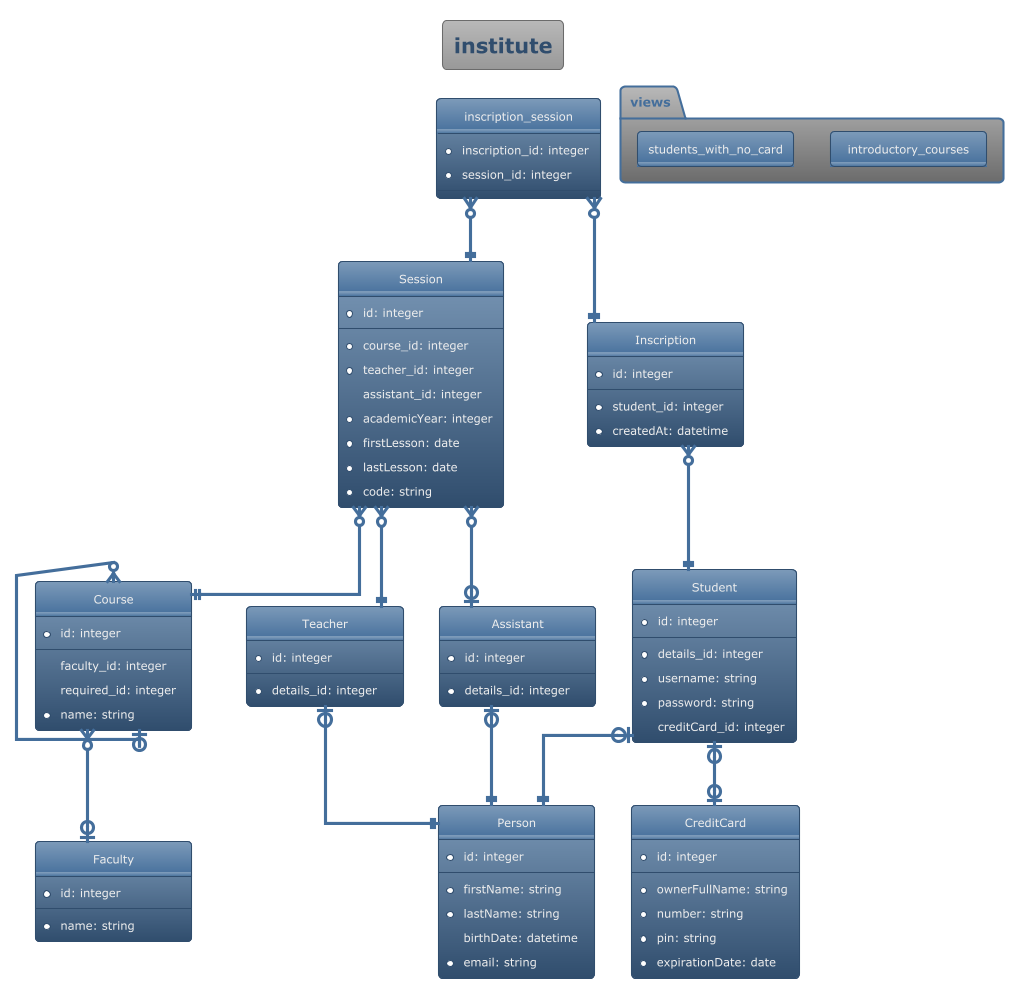 institute
views
students_with_no_card
introductory_courses
inscription_session
inscription_id: integer
session_id: integer
Session
id: integer
course_id: integer
teacher_id: integer
assistant_id: integer
academicYear: integer
firstLesson: date
lastLesson: date
code: string
Inscription
id: integer
student_id: integer
createdAt: datetime
Course
id: integer
faculty_id: integer
required_id: integer
name: string
Teacher
id: integer
details_id: integer
Assistant
id: integer
details_id: integer
Student
id: integer
details_id: integer
username: string
password: string
creditCard_id: integer
Faculty
id: integer
name: string
Person
id: integer
firstName: string
lastName: string
birthDate: datetime
email: string
CreditCard
id: integer
ownerFullName: string
number: string
pin: string
expirationDate: date